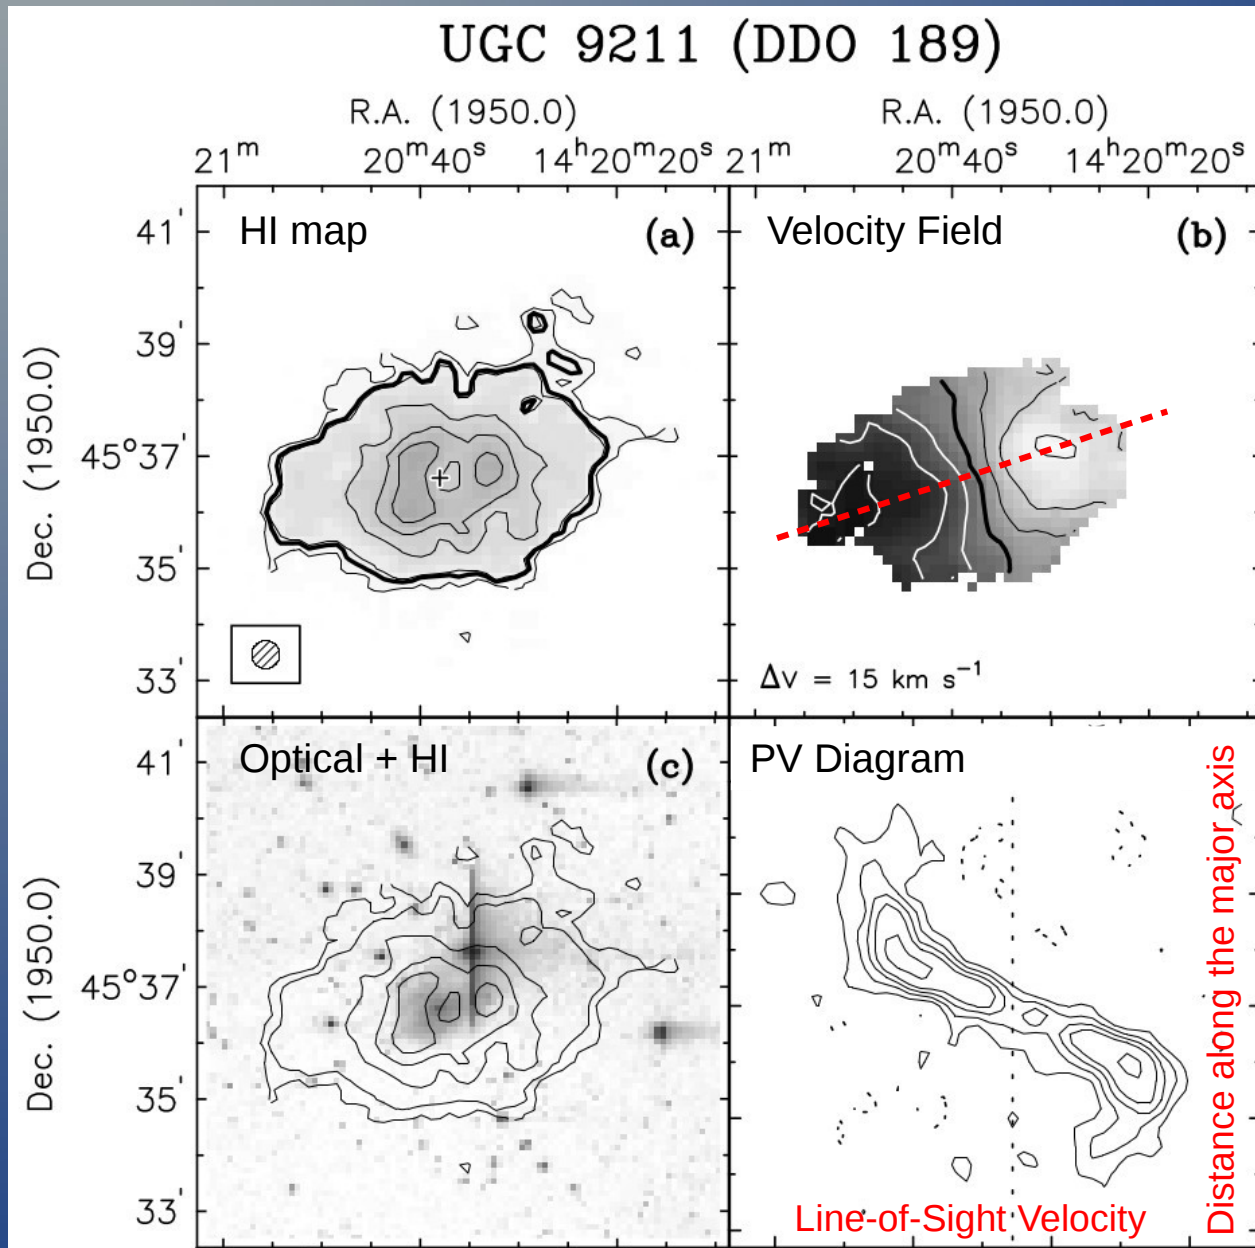 UGC 9211 (DDO 189)
R.A. (1950.0)
R.A. (1950.0)
21ᵐ 20ᵐ40ˢ 14ʰ20ᵐ20ˢ
21ᵐ 20ᵐ40ˢ 14ʰ20ᵐ20ˢ
HI map
(a)
Velocity Field
(b)
41'
39'
45°37'
35'
33'
Dec. (1950.0)
Δv = 15 km s⁻¹
Optical + HI
(c)
PV Diagram
41'
39'
45°37'
35'
33'
Dec. (1950.0)
Distance along the major axis
Line-of-Sight Velocity